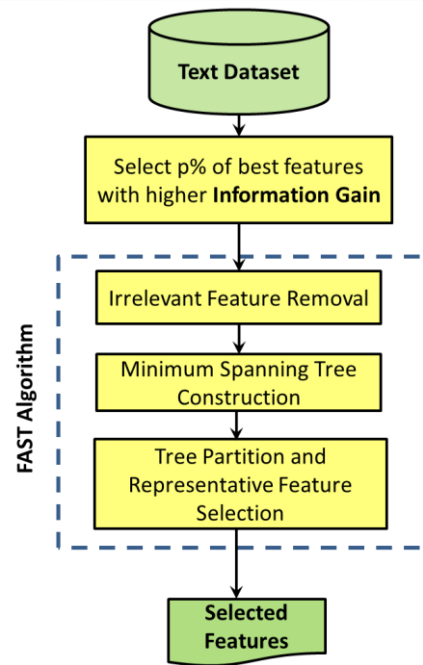 Text Dataset
Select p% of best features
with higher Information Gain
FAST Algorithm
Irrelevant Feature Removal
Minimum Spanning Tree
Construction
Tree Partition and
Representative Feature
Selection
Selected
Features